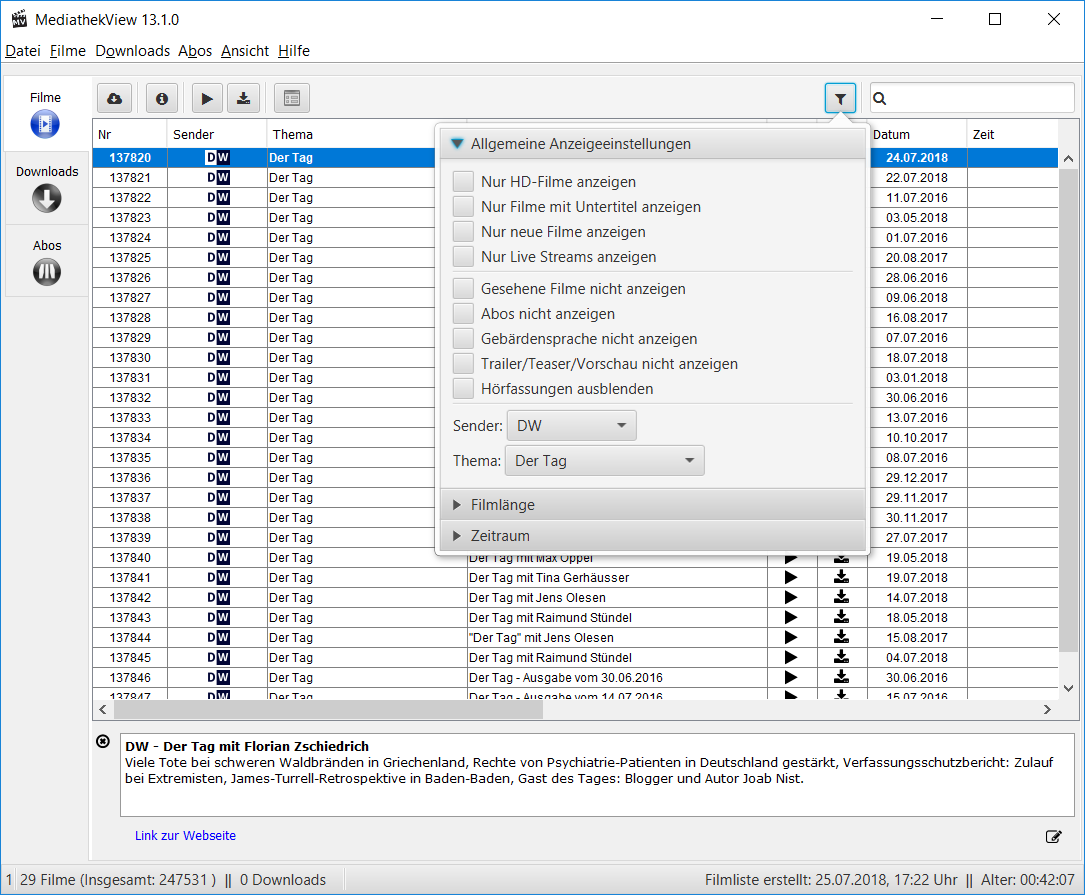 MediathekView 13.1.0
Datei Filme Downloads Abos Ansicht Hilfe
Filme
Downloads
Abos
Nr Sender Thema Datum Zeit
137820 DW Der Tag 24.07.2018
137821 DW Der Tag 22.07.2018
137822 DW Der Tag 11.07.2016
137823 DW Der Tag 03.05.2018
137824 DW Der Tag 01.07.2016
137825 DW Der Tag 20.08.2017
137826 DW Der Tag 28.06.2016
137827 DW Der Tag 09.06.2018
137828 DW Der Tag 16.08.2017
137829 DW Der Tag 07.07.2016
137830 DW Der Tag 18.07.2018
137831 DW Der Tag 03.01.2018
137832 DW Der Tag 30.06.2016
137833 DW Der Tag 13.07.2016
137834 DW Der Tag 10.10.2017
137835 DW Der Tag 08.07.2016
137836 DW Der Tag 29.12.2017
137837 DW Der Tag 29.11.2017
137838 DW Der Tag 30.11.2017
137839 DW Der Tag 27.07.2017
137840 DW Der Tag Der Tag mit Max Oppel 19.05.2018
137841 DW Der Tag Der Tag mit Tina Gerhäusser 19.07.2018
137842 DW Der Tag Der Tag mit Jens Olesen 14.07.2018
137843 DW Der Tag Der Tag mit Raimund Stündel 18.05.2018
137844 DW Der Tag "Der Tag" mit Jens Olesen 15.08.2017
137845 DW Der Tag Der Tag mit Raimund Stündel 04.07.2018
137846 DW Der Tag Der Tag - Ausgabe vom 30.06.2016 30.06.2016
137847 DW Der Tag Der Tag - Ausgabe vom 14.07.2016 15.07.2016
Allgemeine Anzeigeeinstellungen
Nur HD-Filme anzeigen
Nur Filme mit Untertitel anzeigen
Nur neue Filme anzeigen
Nur Live Streams anzeigen
Gesehene Filme nicht anzeigen
Abos nicht anzeigen
Gebärdensprache nicht anzeigen
Trailer/Teaser/Vorschau nicht anzeigen
Hörfassungen ausblenden
Sender: DW
Thema: Der Tag
Filmlänge
Zeitraum
DW - Der Tag mit Florian Zschiedrich
Viele Tote bei schweren Waldbränden in Griechenland, Rechte von Psychiatrie-Patienten in Deutschland gestärkt, Verfassungsschutzbericht: Zulauf
bei Extremisten, James-Turrell-Retrospektive in Baden-Baden, Gast des Tages: Blogger und Autor Joab Nist.
Link zur Webseite
1 29 Filme (Insgesamt: 247531 ) || 0 Downloads Filmliste erstellt: 25.07.2018, 17:22 Uhr || Alter: 00:42:07